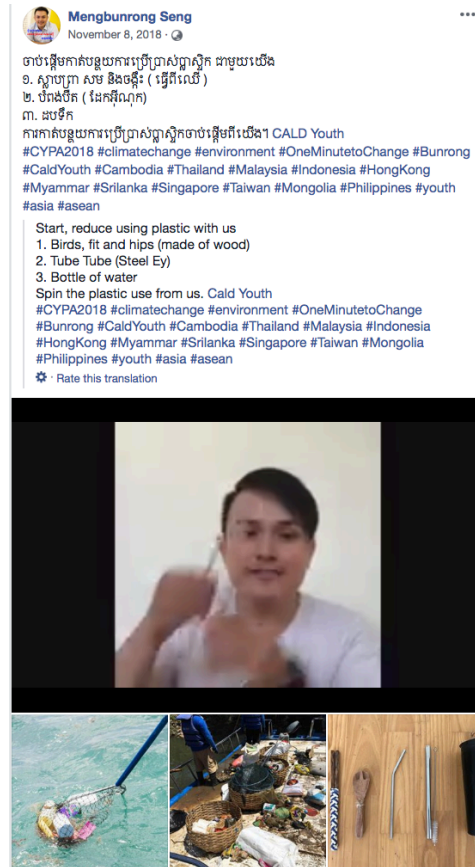 Mengbunrong Seng
November 8, 2018 ·
ចាប់ផ្តើមកាត់បន្ថយការប្រើប្រាស់ប្លាស្ទិក ជាមួយយើង
១. ស្លាបព្រា សម និងចង្កឹះ ( ធ្វើពីឈើ )
២. បំពង់បឺត ( ដែកអ៊ីណុក)
៣. ដបទឹក
ការកាត់បន្ថយការប្រើប្រាស់ប្លាស្ទិកចាប់ផ្តើមពីយើង។ CALD Youth
#CYPA2018 #climatechange #environment #OneMinutetoChange #Bunrong
#CaldYouth #Cambodia #Thailand #Malaysia #Indonesia #HongKong
#Myanmar #Srilanka #Singapore #Taiwan #Mongolia #Philippines #youth
#asia #asean
Start, reduce using plastic with us
1. Birds, fit and hips (made of wood)
2. Tube Tube (Steel Ey)
3. Bottle of water
Spin the plastic use from us. Cald Youth
#CYPA2018 #climatechange #environment #OneMinutetoChange
#Bunrong #CaldYouth #Cambodia #Thailand #Malaysia #Indonesia
#HongKong #Myammar #Srilanka #Singapore #Taiwan #Mongolia
#Philippines #youth #asia #asean
· Rate this translation